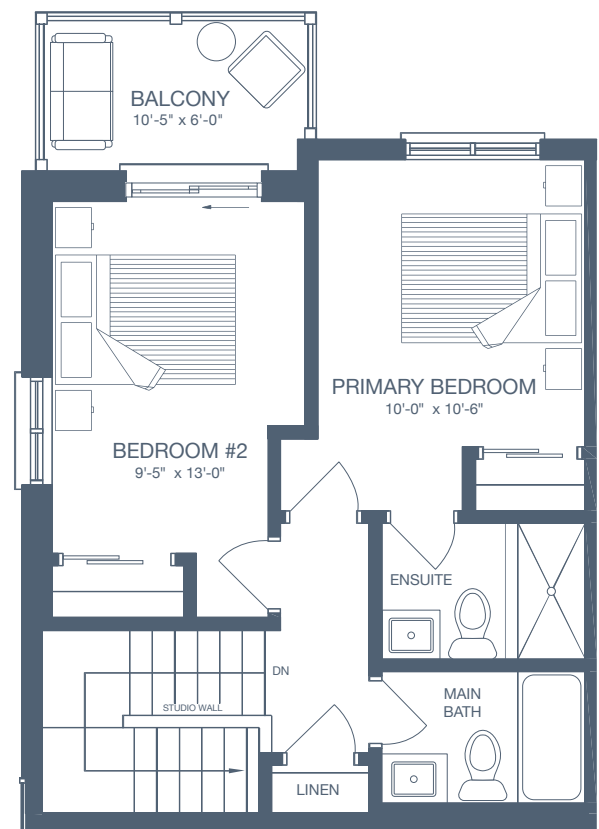 BALCONY
10'-5" x 6'-0"
PRIMARY BEDROOM
10'-0" x 10'-6"
BEDROOM #2
9'-5" x 13'-0"
ENSUITE
DN
STUDIO WALL
MAIN
BATH
LINEN